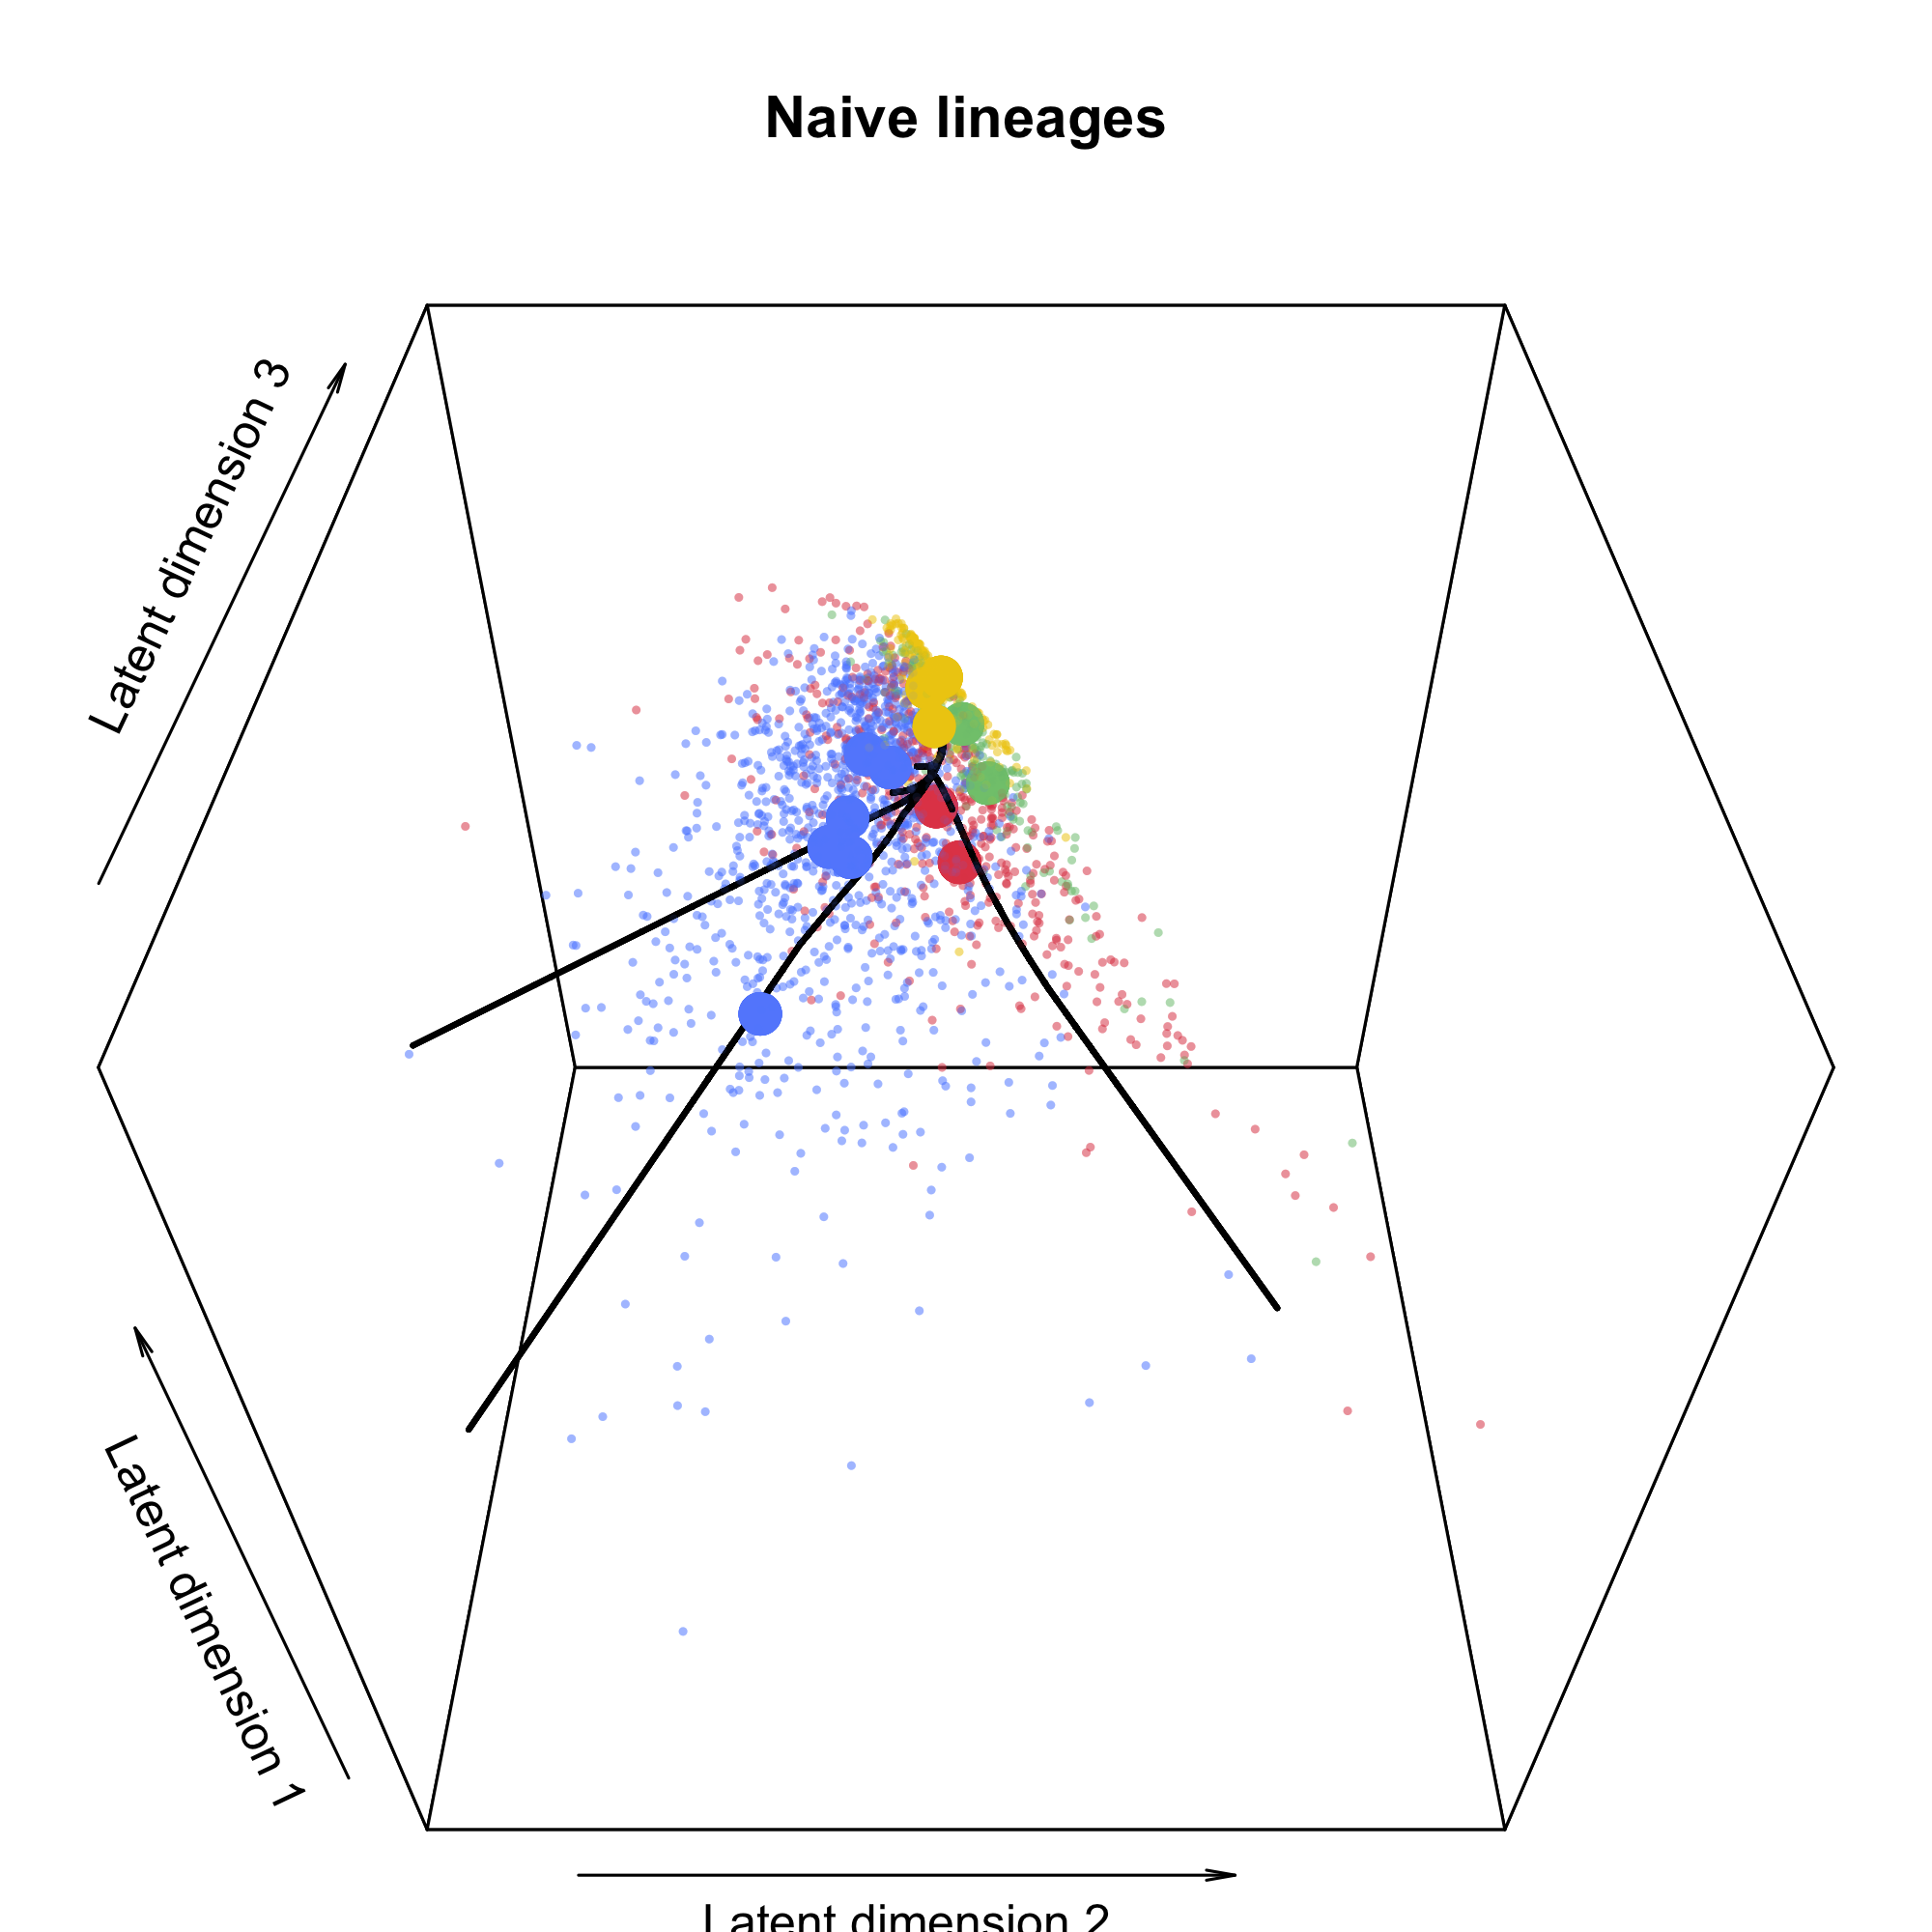 Naive lineages
Latent dimension 3
Latent dimension 1
Latent dimension 2